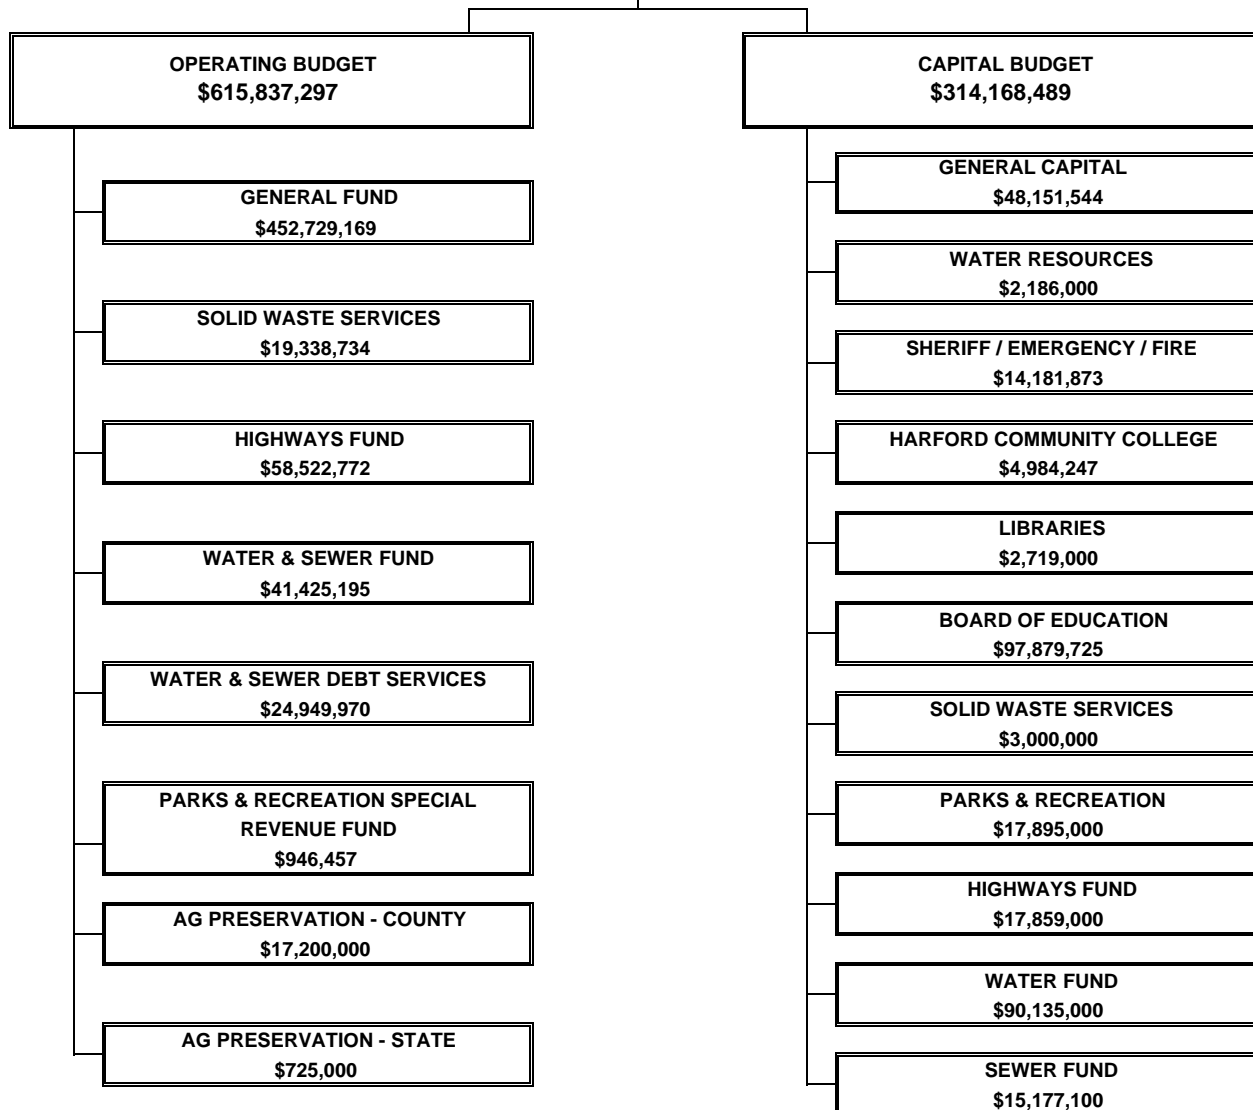 OPERATING BUDGET
$615,837,297
GENERAL FUND
$452,729,169
SOLID WASTE SERVICES
$19,338,734
HIGHWAYS FUND
$58,522,772
WATER & SEWER FUND
$41,425,195
WATER & SEWER DEBT SERVICES
$24,949,970
PARKS & RECREATION SPECIAL
REVENUE FUND
$946,457
AG PRESERVATION - COUNTY
$17,200,000
AG PRESERVATION - STATE
$725,000
CAPITAL BUDGET
$314,168,489
GENERAL CAPITAL
$48,151,544
WATER RESOURCES
$2,186,000
SHERIFF / EMERGENCY / FIRE
$14,181,873
HARFORD COMMUNITY COLLEGE
$4,984,247
LIBRARIES
$2,719,000
BOARD OF EDUCATION
$97,879,725
SOLID WASTE SERVICES
$3,000,000
PARKS & RECREATION
$17,895,000
HIGHWAYS FUND
$17,859,000
WATER FUND
$90,135,000
SEWER FUND
$15,177,100